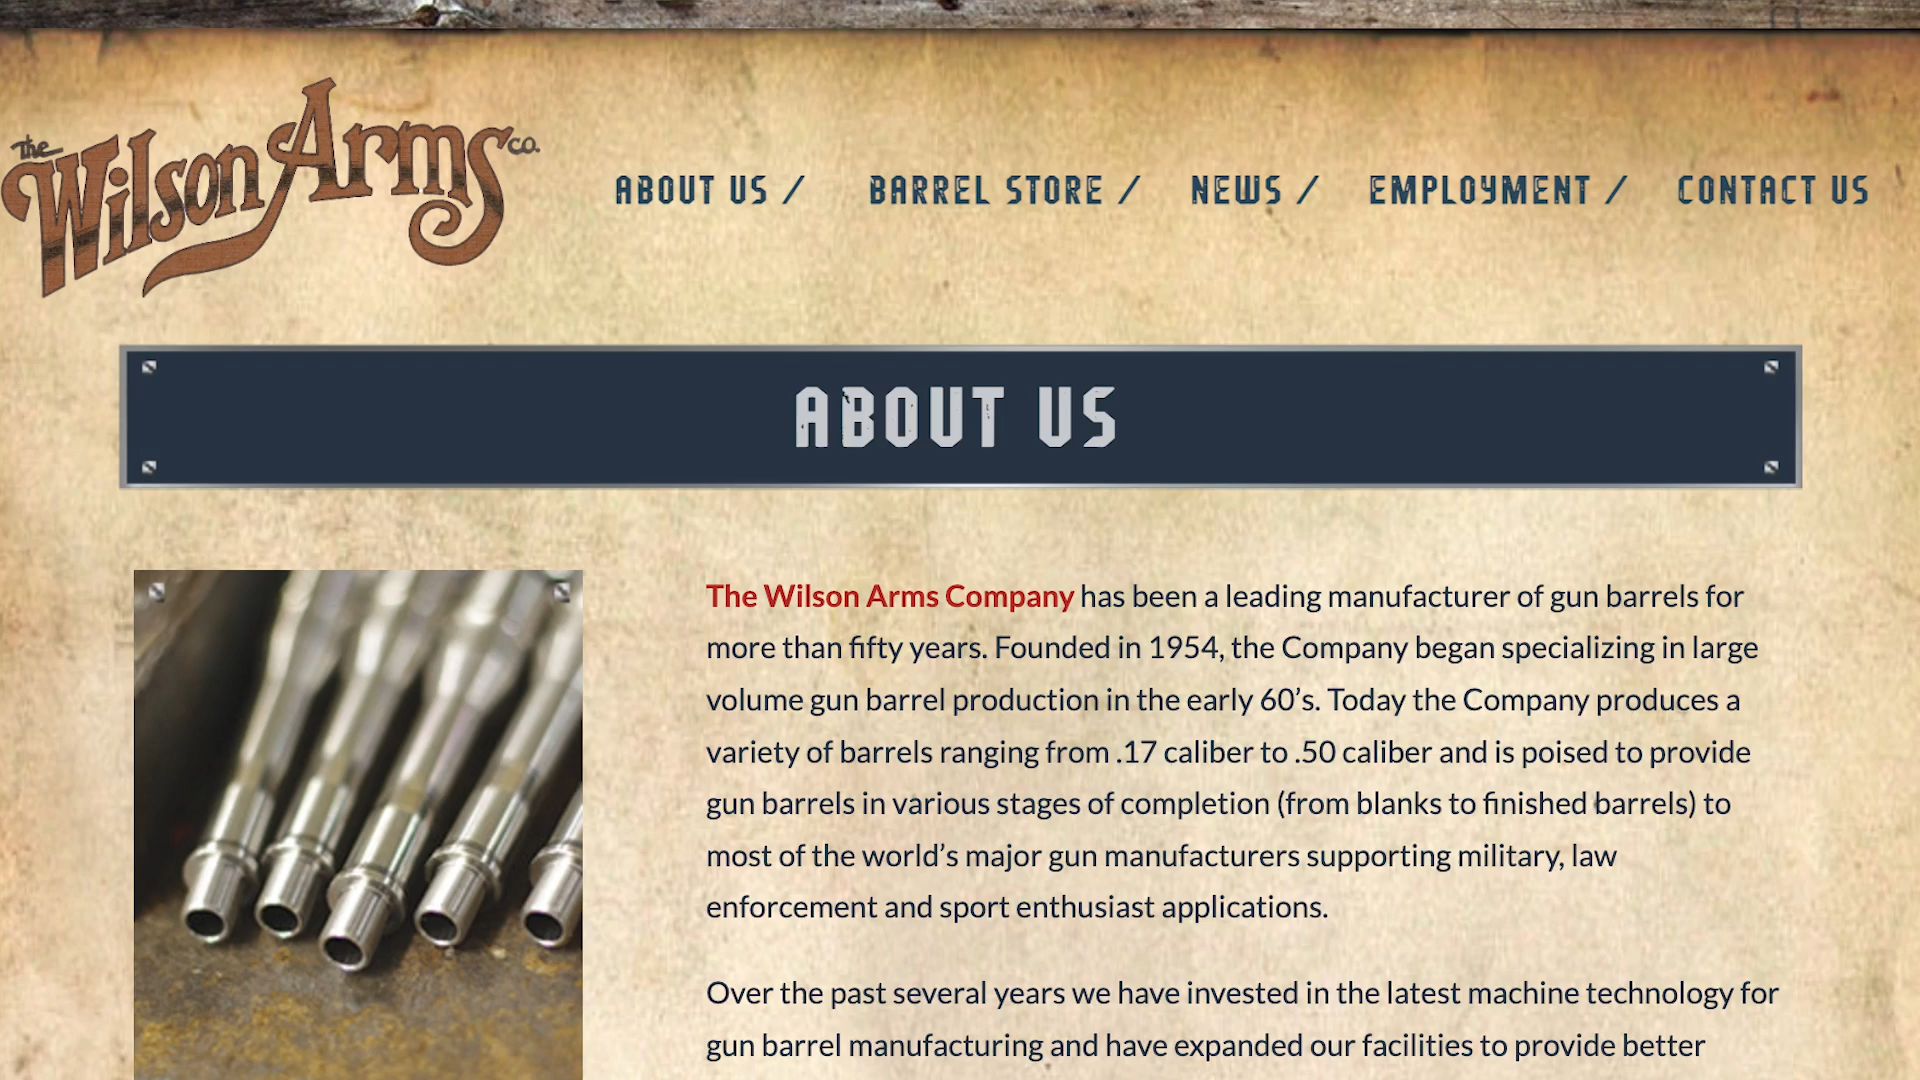 The Wilson Arms Co.
ABOUT US / BARREL STORE / NEWS / EMPLOYMENT / CONTACT US
ABOUT US
The Wilson Arms Company has been a leading manufacturer of gun barrels for
more than fifty years. Founded in 1954, the Company began specializing in large
volume gun barrel production in the early 60’s. Today the Company produces a
variety of barrels ranging from .17 caliber to .50 caliber and is poised to provide
gun barrels in various stages of completion (from blanks to finished barrels) to
most of the world’s major gun manufacturers supporting military, law
enforcement and sport enthusiast applications.
Over the past several years we have invested in the latest machine technology for
gun barrel manufacturing and have expanded our facilities to provide better